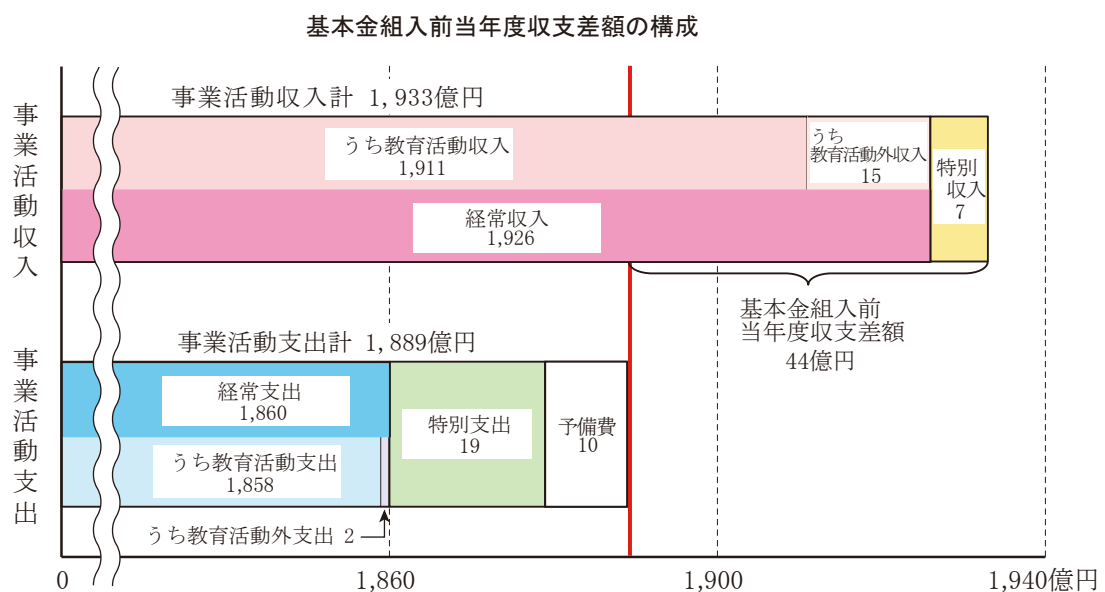 基本金組入前当年度収支差額の構成
事業活動収入
事業活動収入計 1,933億円
うち教育活動収入
1,911
うち
教育活動外収入
15
特別
収入
7
経常収入
1,926
基本金組入前
当年度収支差額
44億円
事業活動支出
事業活動支出計 1,889億円
経常支出
1,860
特別支出
19
予備費
10
うち教育活動支出
1,858
うち教育活動外支出 2
0
1,860
1,900
1,940億円